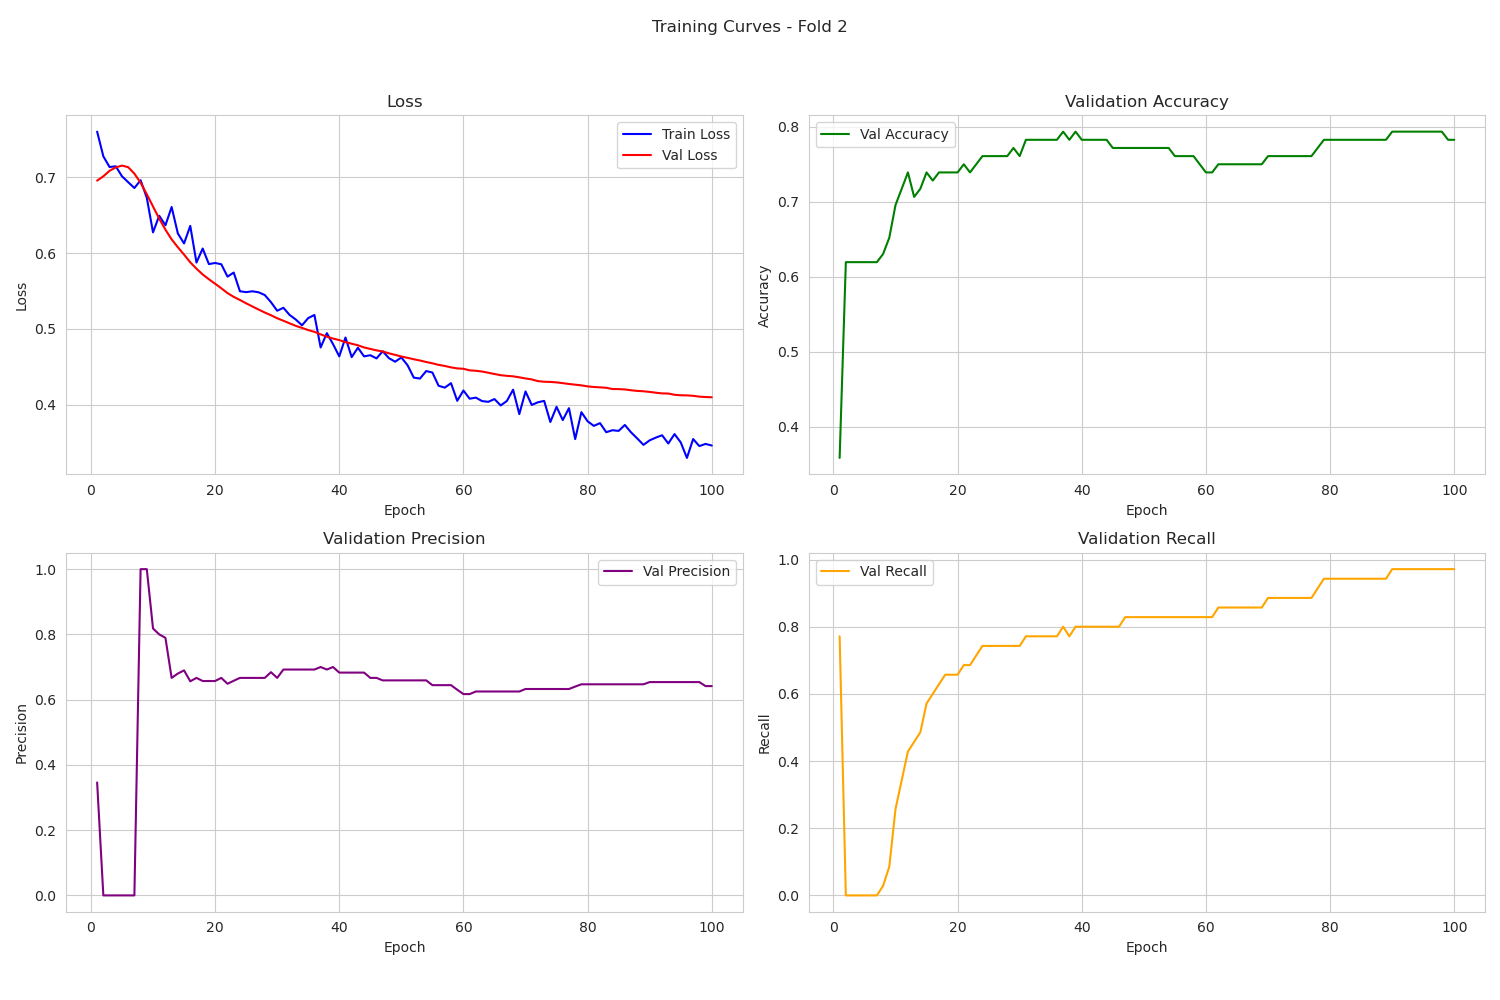 Training Curves - Fold 2
Loss
Train Loss
Val Loss
0.7
0.6
0.5
0.4
Loss
0 20 40 60 80 100
Epoch
Validation Accuracy
Val Accuracy
0.8
0.7
0.6
0.5
0.4
Accuracy
0 20 40 60 80 100
Epoch
Validation Precision
Val Precision
1.0
0.8
0.6
0.4
0.2
0.0
Precision
0 20 40 60 80 100
Epoch
Validation Recall
Val Recall
1.0
0.8
0.6
0.4
0.2
0.0
Recall
0 20 40 60 80 100
Epoch